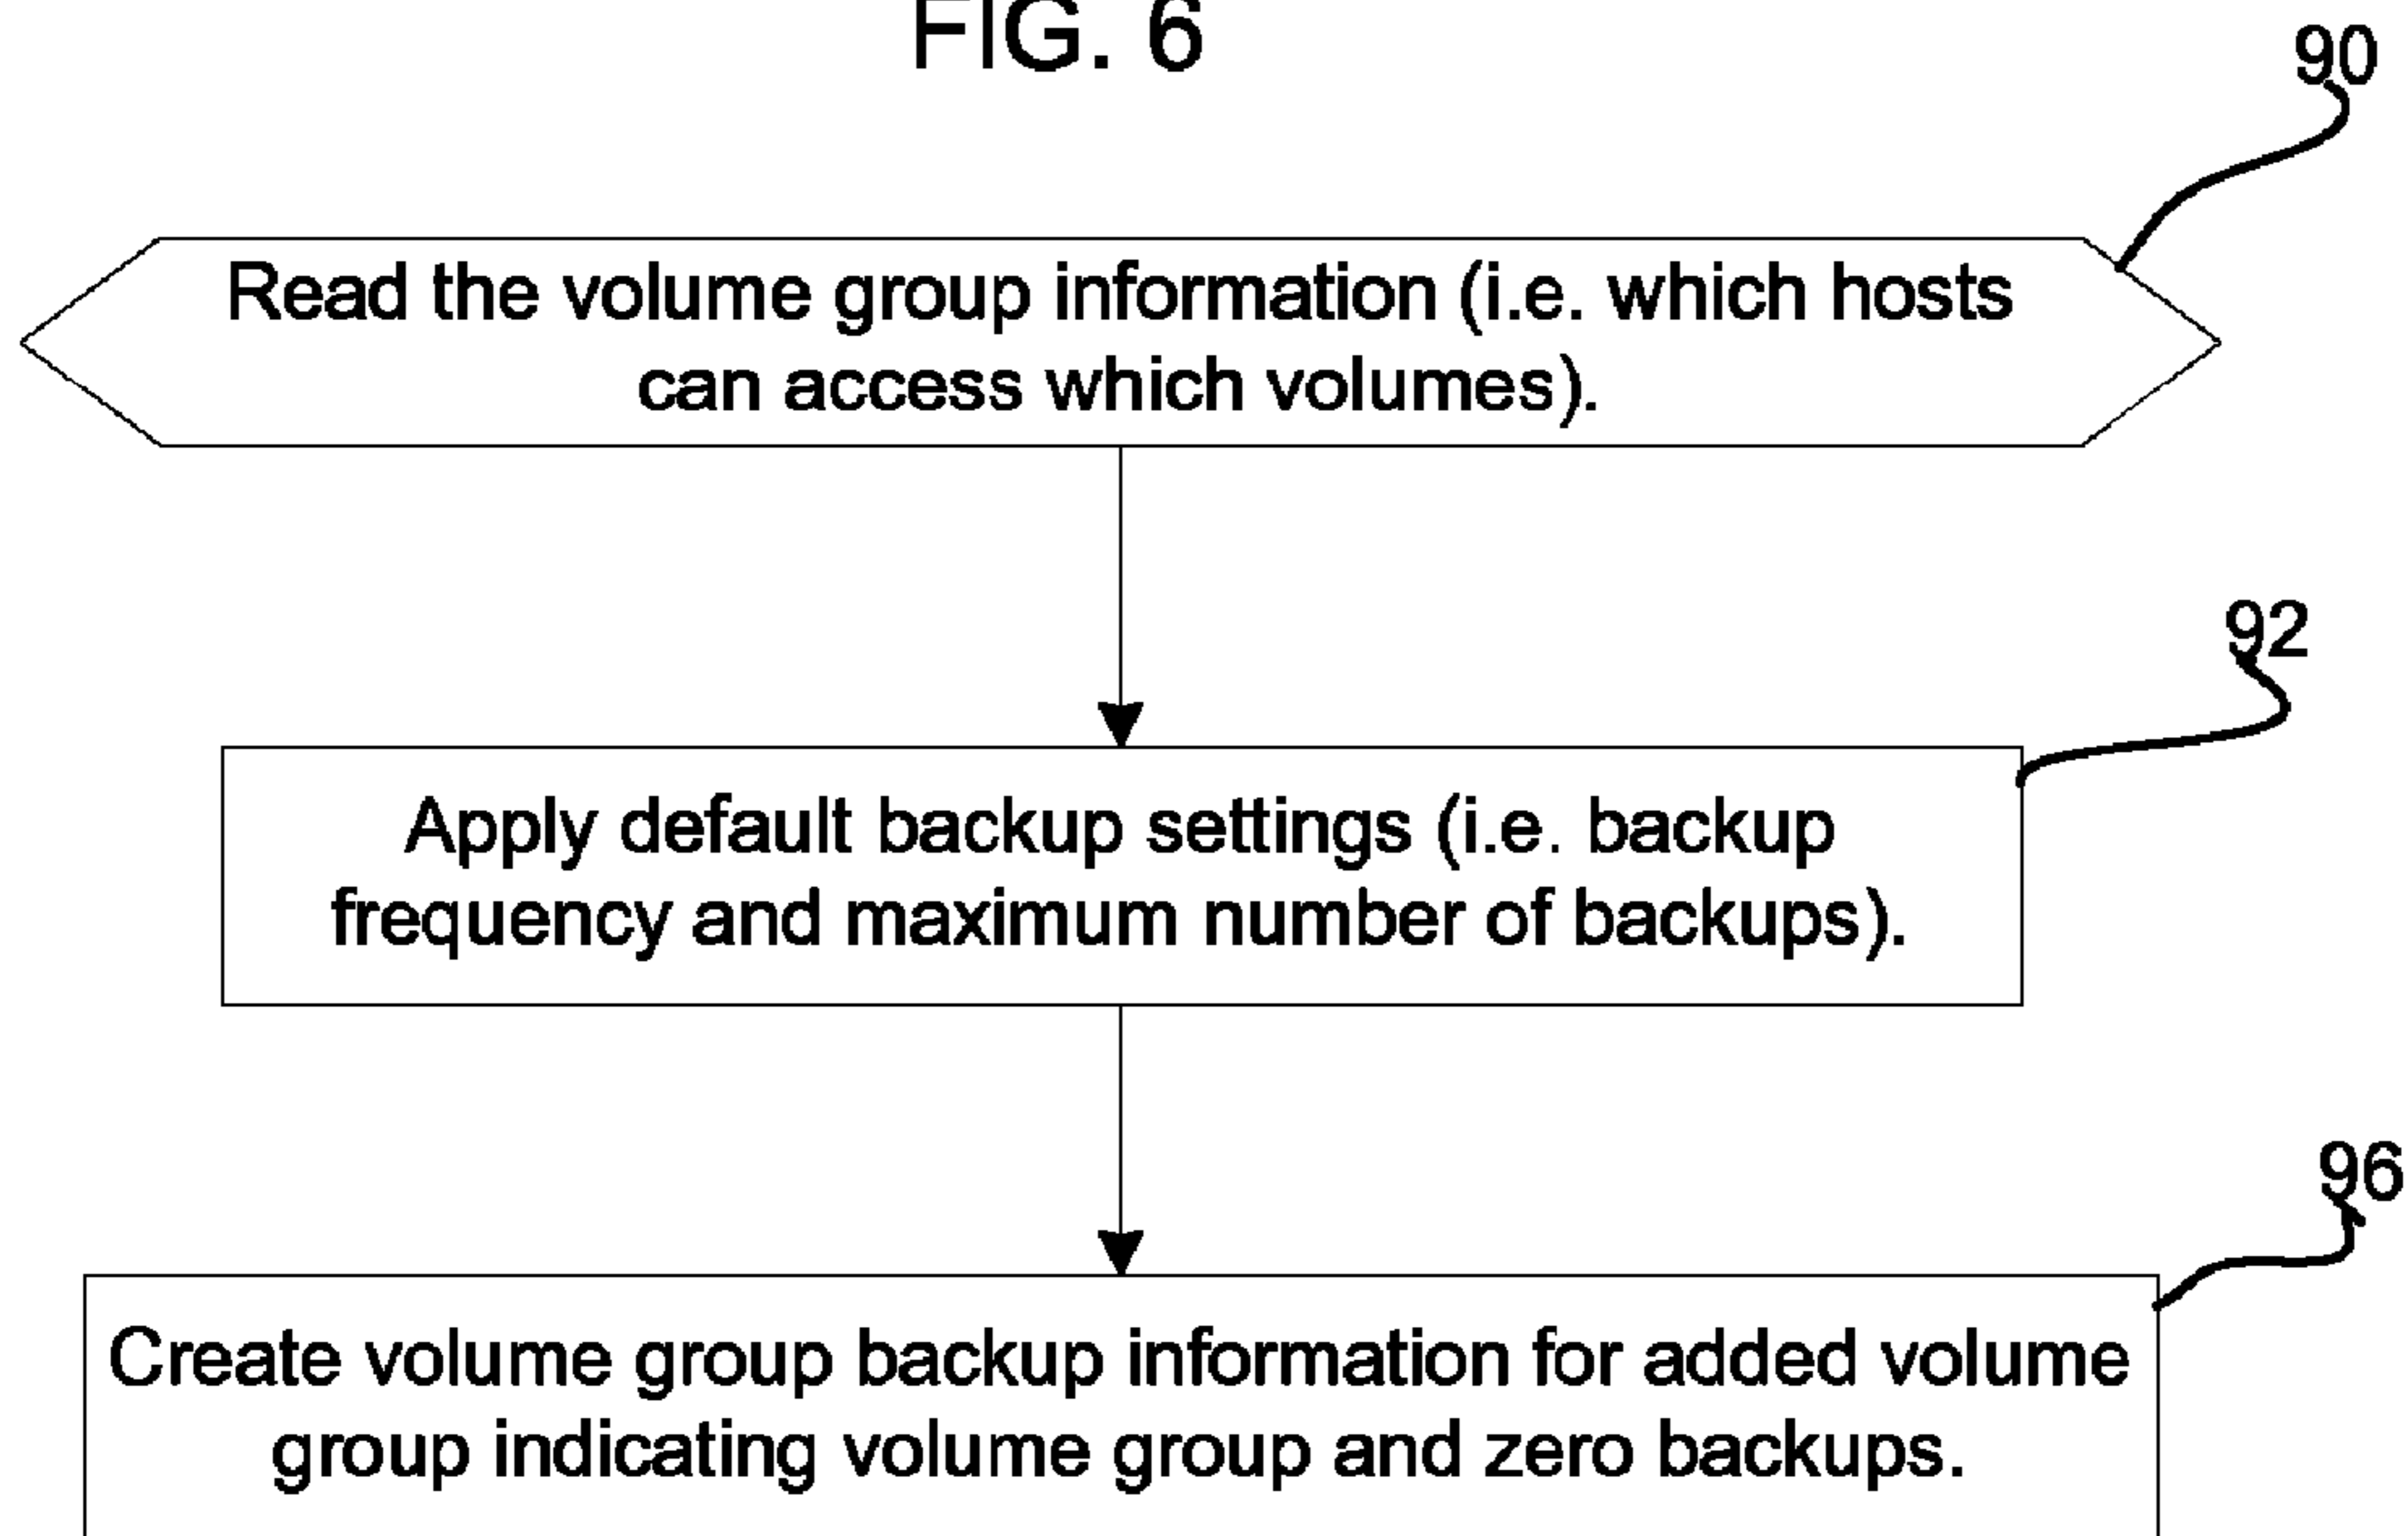 FIG. 6
90
Read the volume group information (i.e. which hosts
can access which volumes).
92
Apply default backup settings (i.e. backup
frequency and maximum number of backups).
96
Create volume group backup information for added volume
group indicating volume group and zero backups.